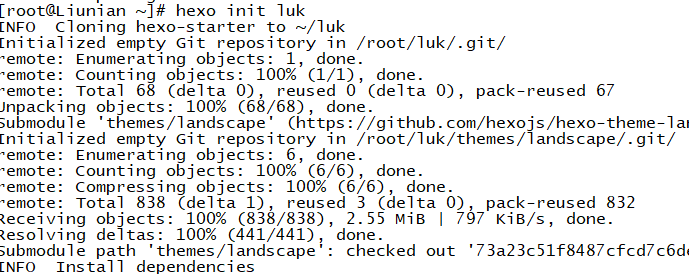 [root@Liunian ~]# hexo init luk
INFO  Cloning hexo-starter to ~/luk
Initialized empty Git repository in /root/luk/.git/
remote: Enumerating objects: 1, done.
remote: Counting objects: 100% (1/1), done.
remote: Total 68 (delta 0), reused 0 (delta 0), pack-reused 67
Unpacking objects: 100% (68/68), done.
Submodule 'themes/landscape' (https://github.com/hexojs/hexo-theme-lan
Initialized empty Git repository in /root/luk/themes/landscape/.git/
remote: Enumerating objects: 6, done.
remote: Counting objects: 100% (6/6), done.
remote: Compressing objects: 100% (6/6), done.
remote: Total 838 (delta 1), reused 3 (delta 0), pack-reused 832
Receiving objects: 100% (838/838), 2.55 MiB | 797 KiB/s, done.
Resolving deltas: 100% (441/441), done.
Submodule path 'themes/landscape': checked out '73a23c51f8487cfcd7c6de
INFO  Install dependencies